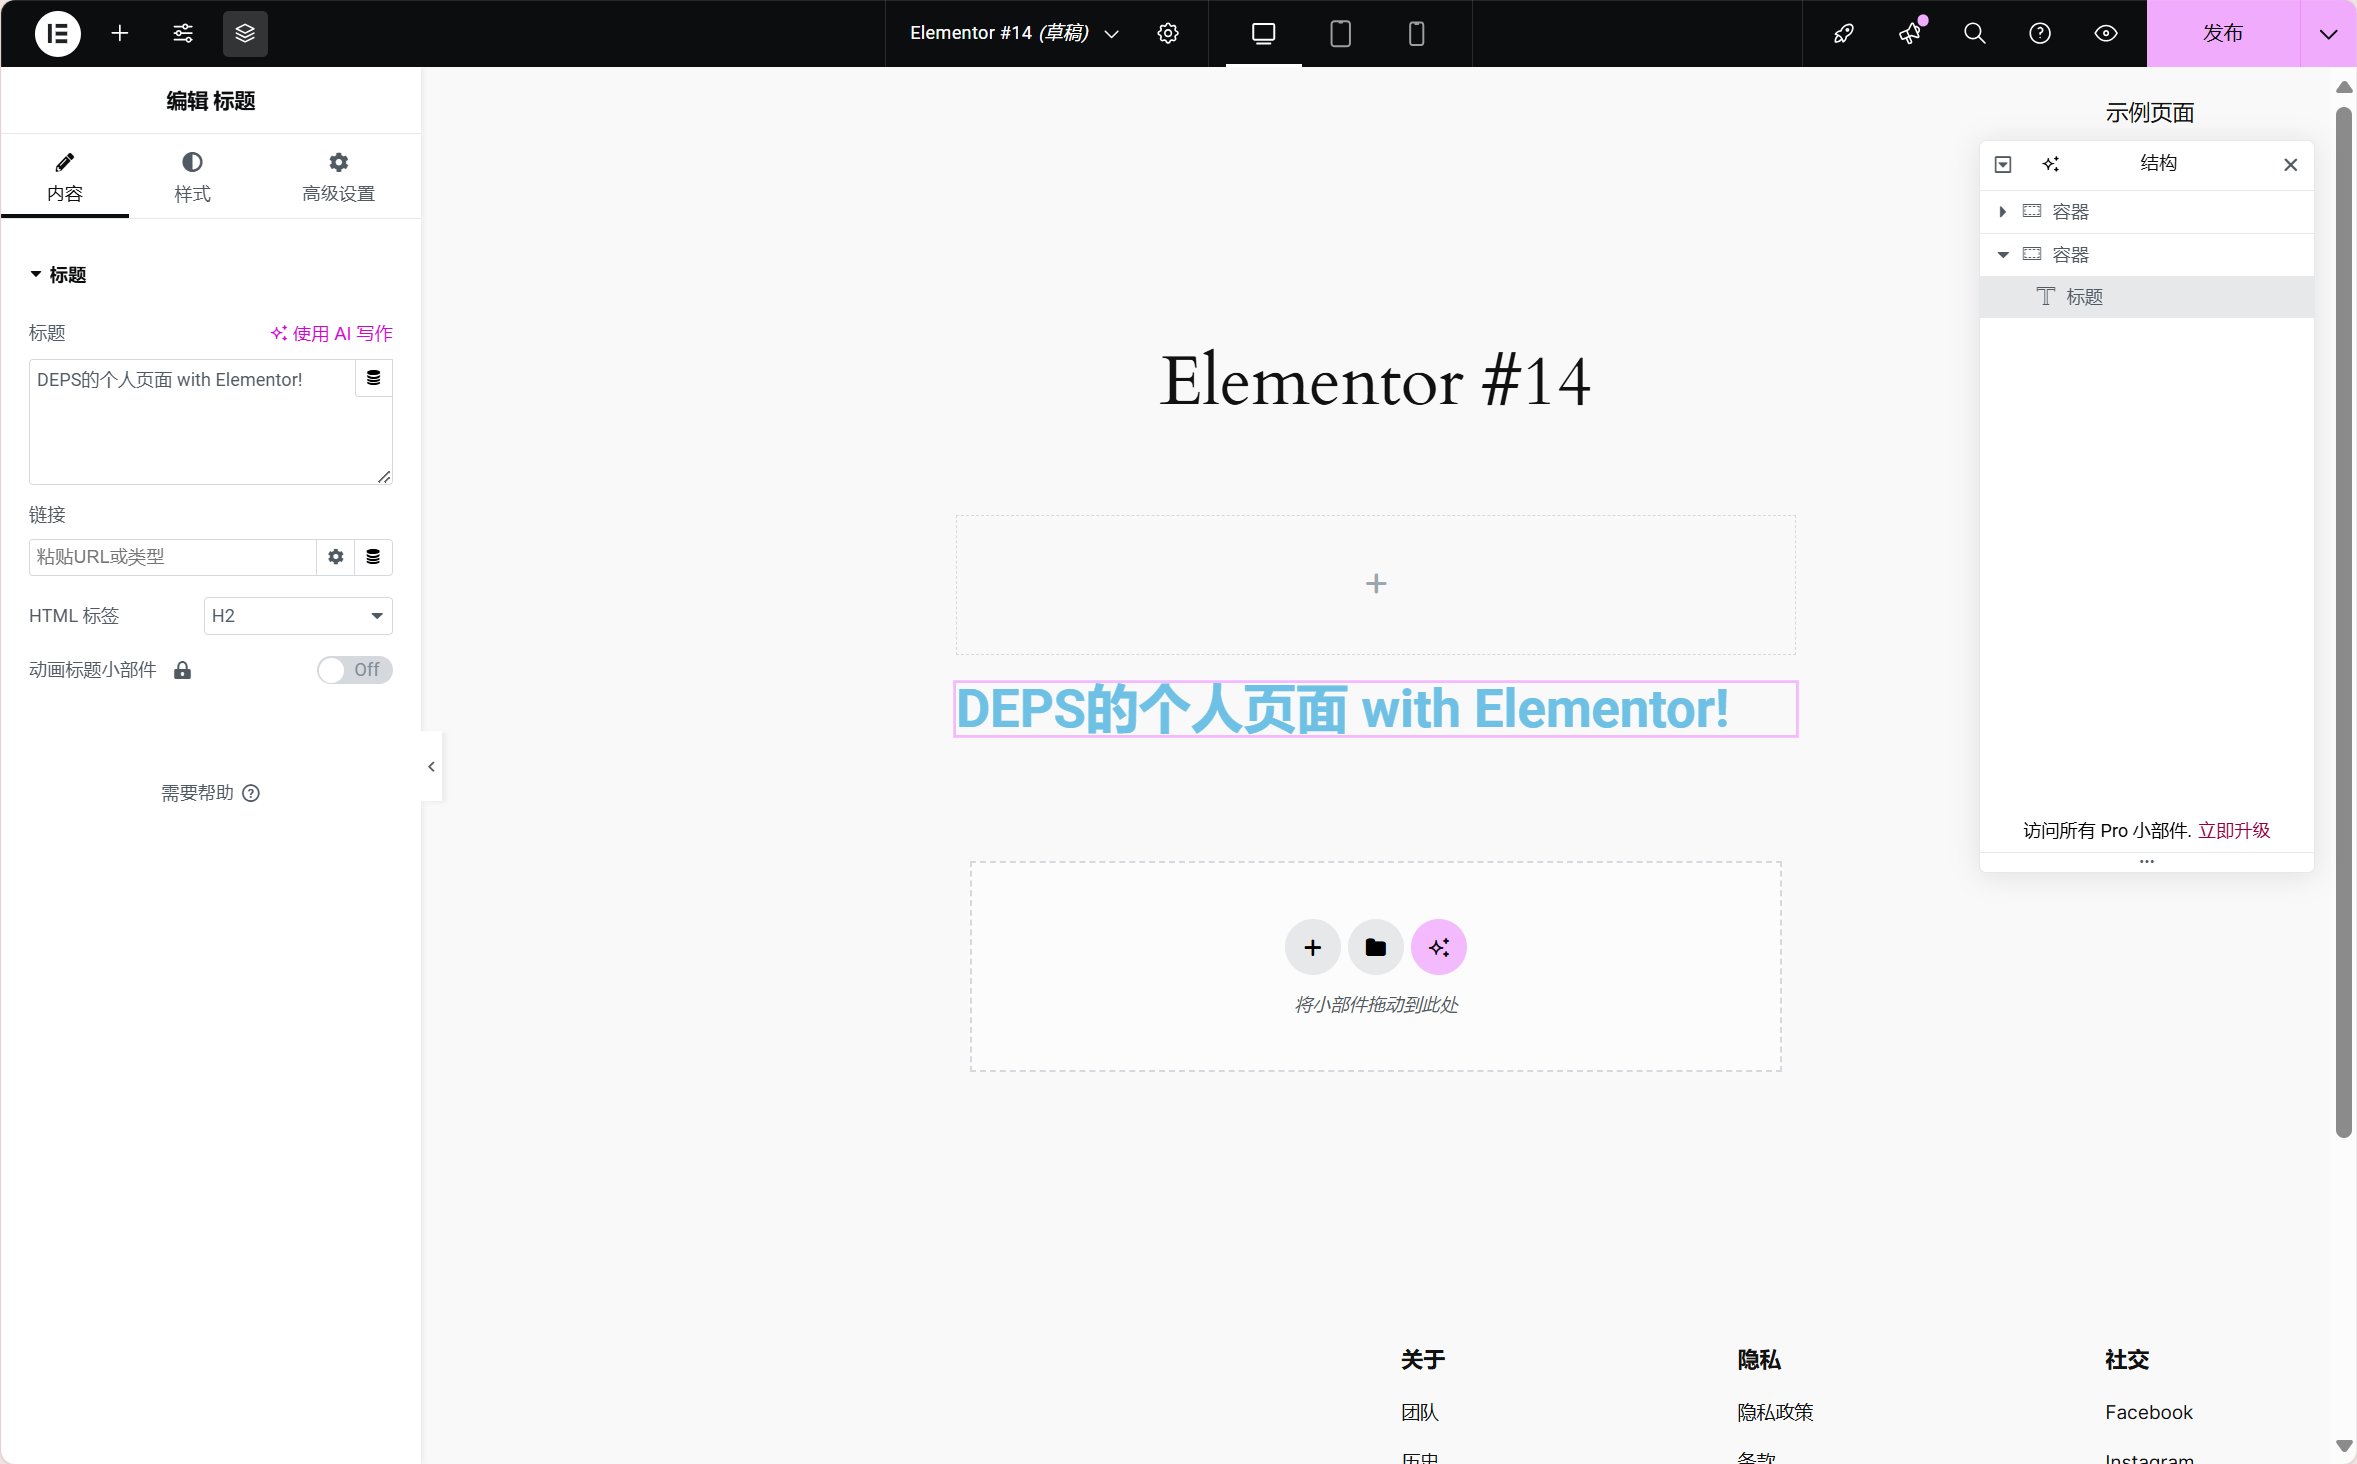 Elementor #14 (草稿)
发布
编辑 标题
内容
样式
高级设置
标题
标题
使用 AI 写作
DEPS的个人页面 with Elementor!
链接
粘贴URL或类型
HTML 标签
H2
动画标题小部件
Off
需要帮助
示例页面
Elementor #14
DEPS的个人页面 with Elementor!
将小部件拖动到此处
结构
容器
容器
标题
访问所有 Pro 小部件. 立即升级
关于
隐私
社交
团队
隐私政策
Facebook
历史
条款
Instagram